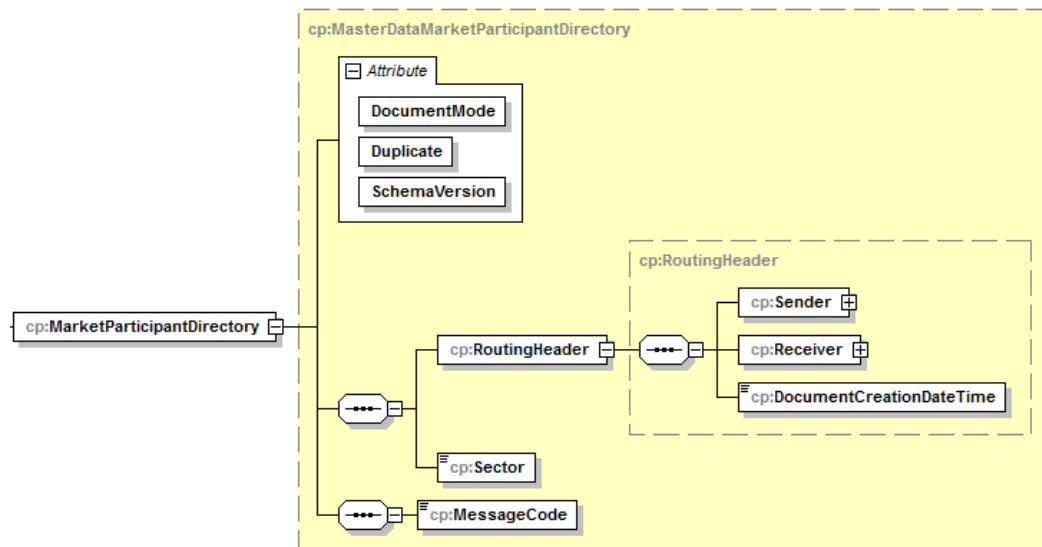 cp:MasterDataMarketParticipantDirectory
Attribute
DocumentMode
Duplicate
SchemaVersion
cp:RoutingHeader
cp:Sender
cp:MarketParticipantDirectory
cp:RoutingHeader
cp:Receiver
cp:DocumentCreationDateTime
cp:Sector
cp:MessageCode